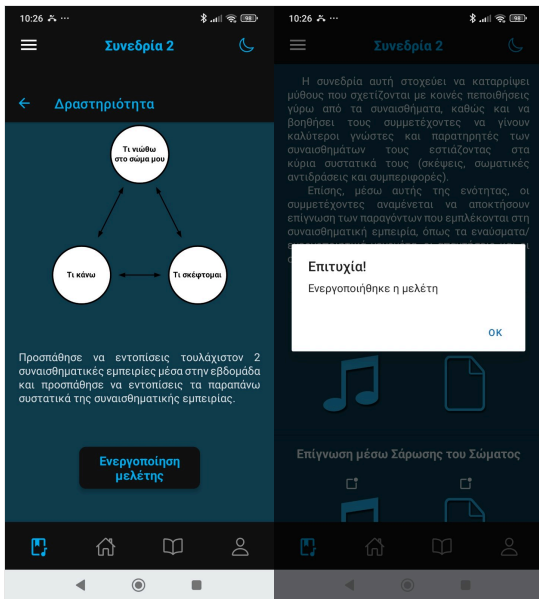 10:26
98
Συνεδρία 2
Δραστηριότητα
Τι νιώθω
στο σώμα μου
Τι κάνω
Τι σκέφτομαι
Προσπάθησε να εντοπίσεις τουλάχιστον 2
συναισθηματικές εμπειρίες μέσα στην εβδομάδα
και προσπάθησε να εντοπίσεις τα παραπάνω
συστατικά της συναισθηματικής εμπειρίας.
Ενεργοποίηση
μελέτης
10:26
98
Συνεδρία 2
Η συνεδρία αυτή στοχεύει να καταρρίψει
μύθους που σχετίζονται με κοινές πεποιθήσεις
γύρω από τα συναισθήματα, καθώς και να
βοηθήσει τους συμμετέχοντες να γίνουν
καλύτεροι γνώστες και παρατηρητές των
συναισθημάτων τους εστιάζοντας στα
κύρια συστατικά τους (σκέψεις, σωματικές
αντιδράσεις και συμπεριφορές).
Επίσης, μέσω αυτής της ενότητας, οι
συμμετέχοντες αναμένεται να αποκτήσουν
επίγνωση των παραγόντων που εμπλέκονται στη
συναισθηματική εμπειρία, όπως τα εναύσματα/
Επιτυχία!
Ενεργοποιήθηκε η μελέτη
OK
Επίγνωση μέσω Σάρωσης του Σώματος